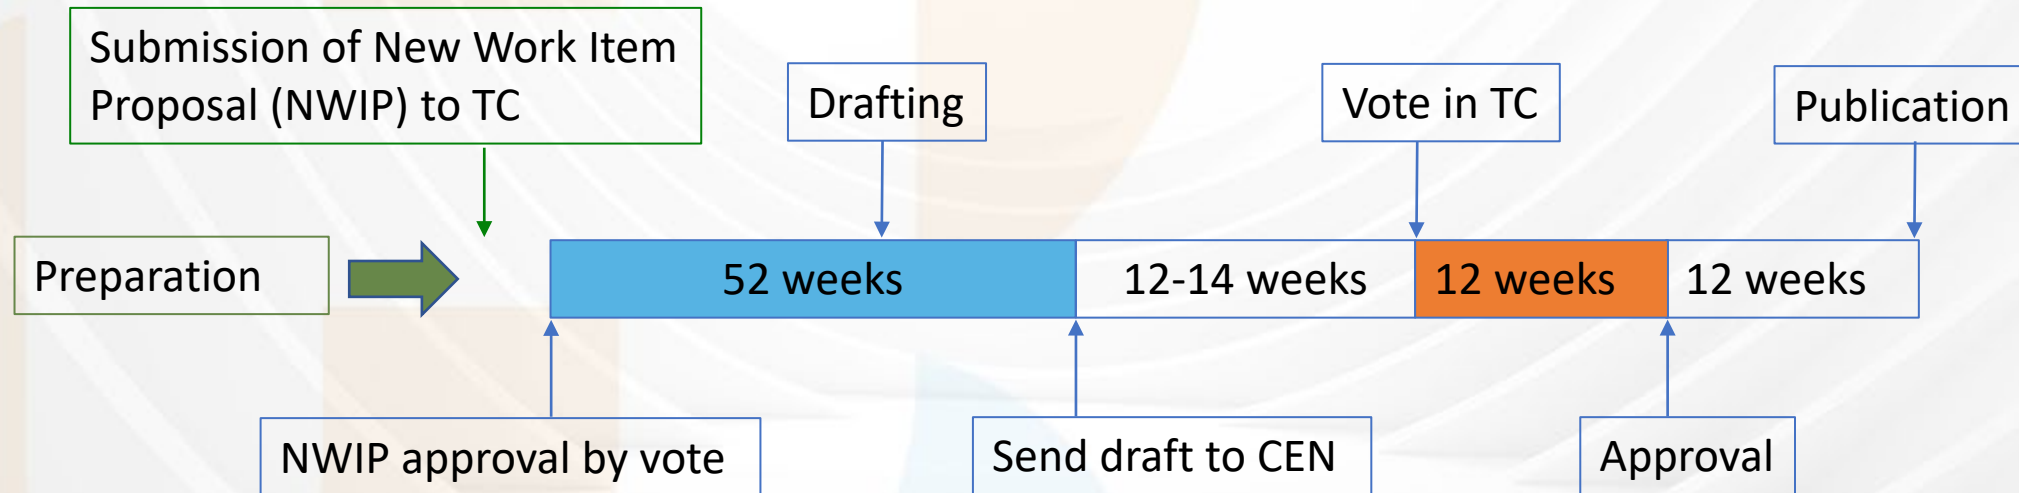 Submission of New Work Item
Proposal (NWIP) to TC
Drafting
Vote in TC
Publication
Preparation
52 weeks
12-14 weeks
12 weeks
12 weeks
NWIP approval by vote
Send draft to CEN
Approval